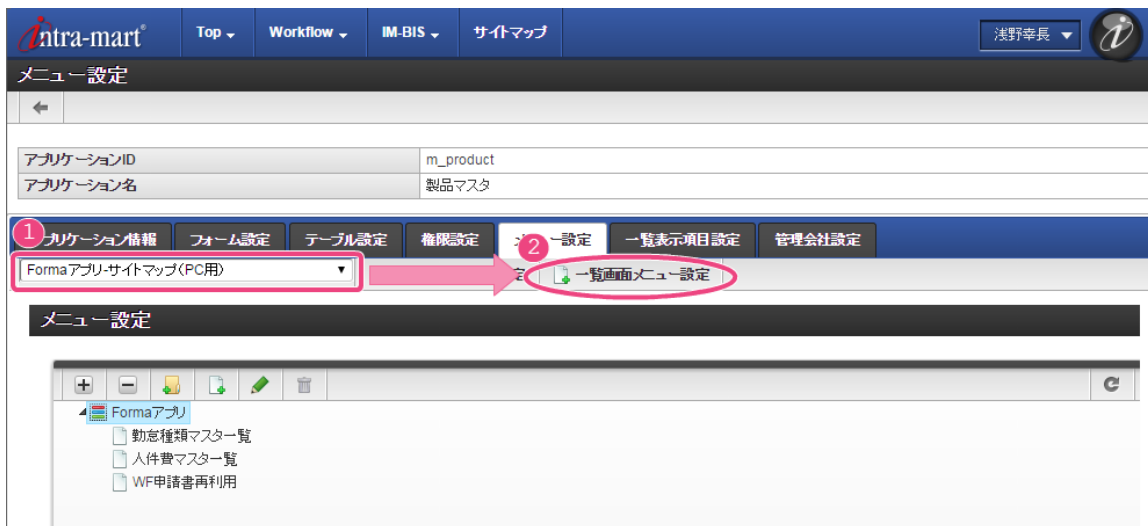 intra-mart® Top Workflow IM-BIS サイトマップ 浅野幸長
メニュー設定
アプリケーションID m_product
アプリケーション名 製品マスタ
1 プリケーション情報 フォーム設定 テーブル設定 権限設定 2 ー設定 一覧表示項目設定 管理会社設定
Formaアプリ-サイトマップ(PC用) 定 一覧画面メニュー設定
メニュー設定
Formaアプリ
勤怠種類マスター覧
人件費マスター覧
WF申請書再利用